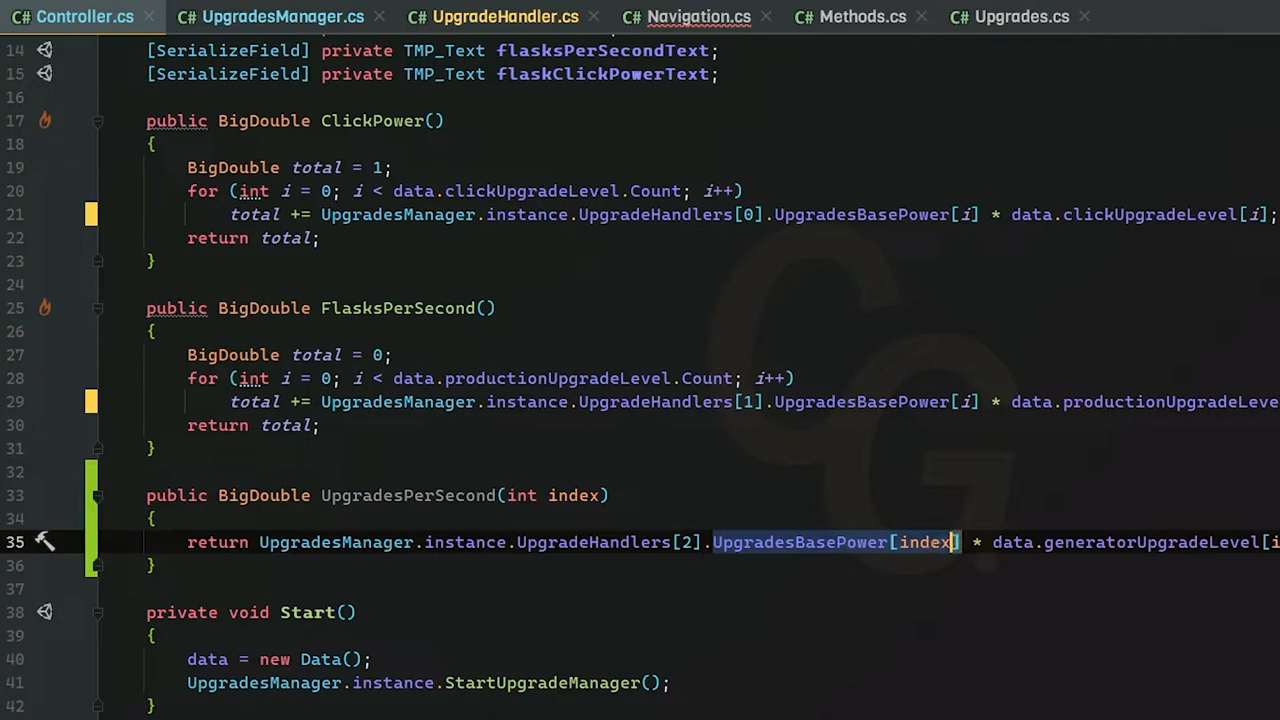 C# Controller.cs × C# UpgradesManager.cs × C# UpgradeHandler.cs × C# Navigation.cs × C# Methods.cs × C# Upgrades.cs ×
14 [SerializeField] private TMP_Text flasksPerSecondText;
15 [SerializeField] private TMP_Text flaskClickPowerText;
16
17 public BigDouble ClickPower()
18 {
19 BigDouble total = 1;
20 for (int i = 0; i < data.clickUpgradeLevel.Count; i++)
21 total += UpgradesManager.instance.UpgradeHandlers[0].UpgradesBasePower[i] * data.clickUpgradeLevel[i];
22 return total;
23 }
24
25 public BigDouble FlasksPerSecond()
26 {
27 BigDouble total = 0;
28 for (int i = 0; i < data.productionUpgradeLevel.Count; i++)
29 total += UpgradesManager.instance.UpgradeHandlers[1].UpgradesBasePower[i] * data.productionUpgradeLeve
30 return total;
31 }
32
33 public BigDouble UpgradesPerSecond(int index)
34 {
35 return UpgradesManager.instance.UpgradeHandlers[2].UpgradesBasePower[index] * data.generatorUpgradeLevel[i
36 }
37
38 private void Start()
39 {
40 data = new Data();
41 UpgradesManager.instance.StartUpgradeManager();
42 }
CG